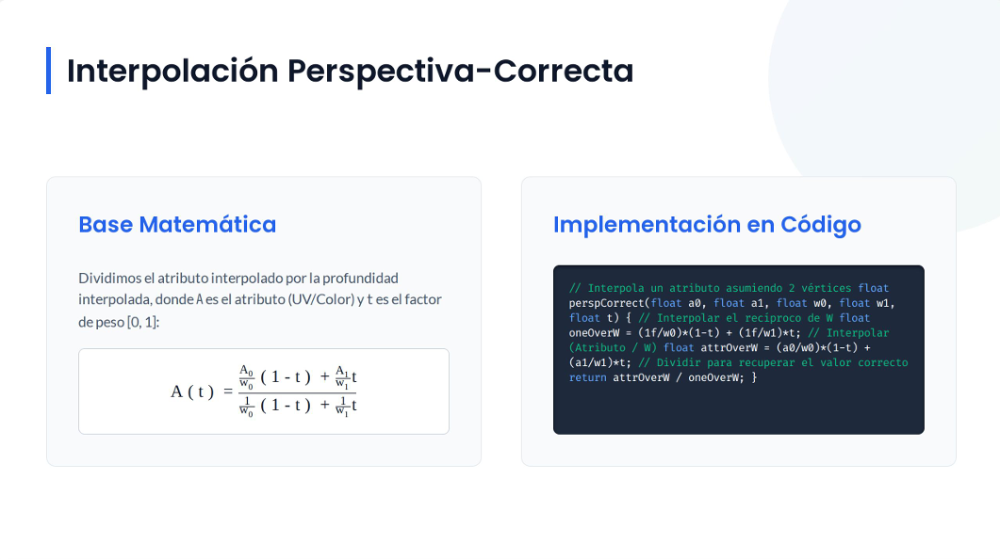 Interpolación Perspectiva-Correcta
Base Matemática
Dividimos el atributo interpolado por la profundidad
interpolada, donde A es el atributo (UV/Color) y t es el factor
de peso [0, 1]:
A(t) = \frac{\frac{A_0}{w_0}(1-t) + \frac{A_1}{w_1}t}{\frac{1}{w_0}(1-t) + \frac{1}{w_1}t}
Implementación en Código
// Interpola un atributo asumiendo 2 vértices float
perspCorrect(float a0, float a1, float w0, float w1,
float t) { // Interpolar el reciproco de W float
oneOverW = (1f/w0)*(1-t) + (1f/w1)*t; // Interpolar
(Atributo / W) float attrOverW = (a0/w0)*(1-t) +
(a1/w1)*t; // Dividir para recuperar el valor correcto
return attrOverW / oneOverW; }